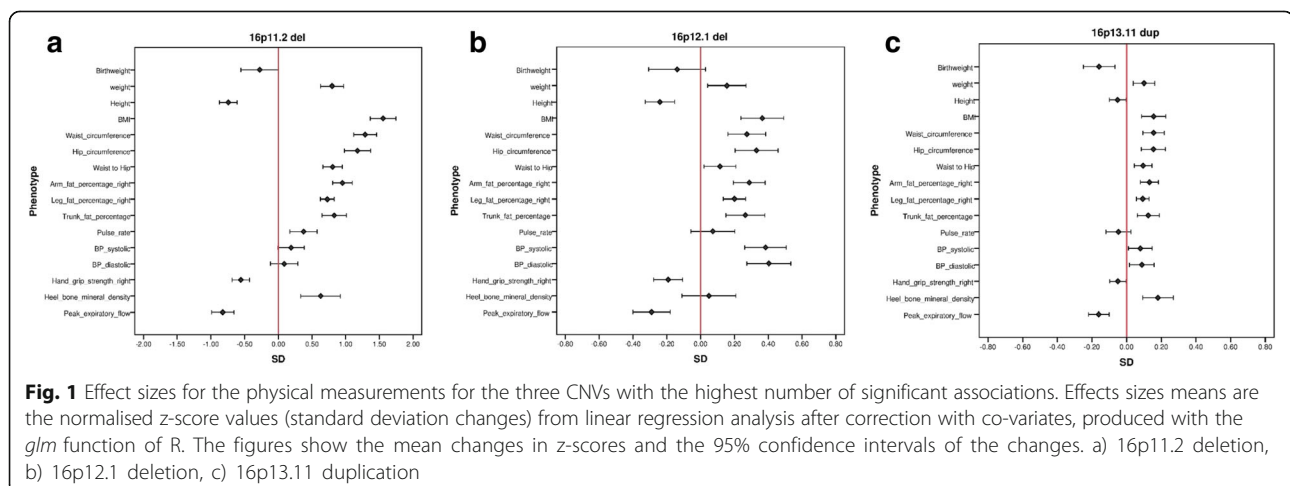 a
16p11.2 del
Phenotype
Birthweight
weight
Height
BMI
Waist_circumference
Hip_circumference
Waist to Hip
Arm_fat_percentage_right
Leg_fat_percentage_right
Trunk_fat_percentage
Pulse_rate
BP_systolic
BP_diastolic
Hand_grip_strength_right
Heel_bone_mineral_density
Peak_expiratory_flow
-2.00 -1.50 -1.00 -0.50 0.00 0.50 1.00 1.50 2.00
SD
b
16p12.1 del
Phenotype
Birthweight
weight
Height
BMI
Waist_circumference
Hip_circumference
Waist to Hip
Arm_fat_percentage_right
Leg_fat_percentage_right
Trunk_fat_percentage
Pulse_rate
BP_systolic
BP_diastolic
Hand_grip_strength_right
Heel_bone_mineral_density
Peak_expiratory_flow
-0.80 -0.60 -0.40 -0.20 0.00 0.20 0.40 0.60 0.80
SD
c
16p13.11 dup
Phenotype
Birthweight
weight
Height
BMI
Waist_circumference
Hip_circumference
Waist to Hip
Arm_fat_percentage_right
Leg_fat_percentage_right
Trunk_fat_percentage
Pulse_rate
BP_systolic
BP_diastolic
Hand_grip_strength_right
Heel_bone_mineral_density
Peak_expiratory_flow
-0.80 -0.60 -0.40 -0.20 0.00 0.20 0.40 0.60 0.80
SD
Fig. 1 Effect sizes for the physical measurements for the three CNVs with the highest number of significant associations. Effects sizes means are
the normalised z-score values (standard deviation changes) from linear regression analysis after correction with co-variates, produced with the
glm function of R. The figures show the mean changes in z-scores and the 95% confidence intervals of the changes. a) 16p11.2 deletion,
b) 16p12.1 deletion, c) 16p13.11 duplication